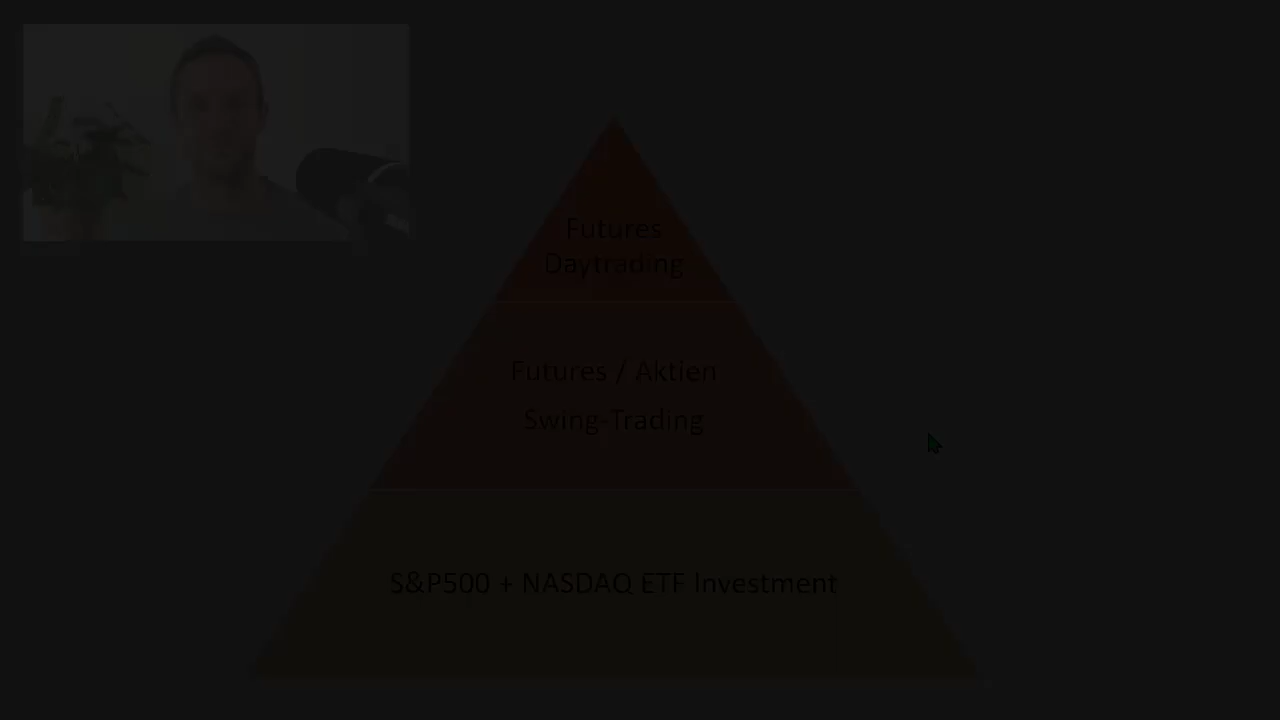 Futures
Daytrading
Futures / Aktien
Swing-Trading
S&P500 + NASDAQ ETF Investment